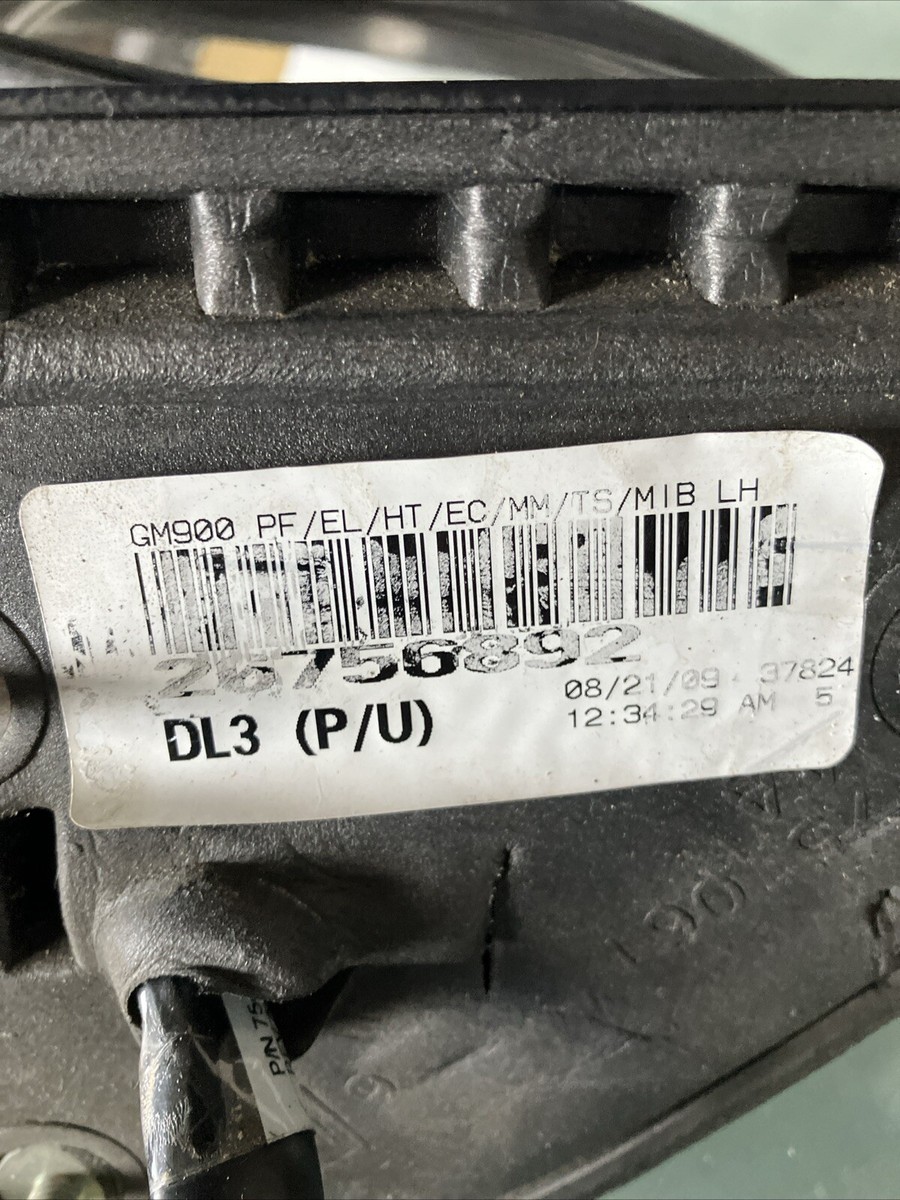 GM900 PF/EL/HT/EC/MM/TS/MIB LH
26756892
DL3 (P/U)
08/21/09 - 37824
12:34:29 AM 5
P/N 75